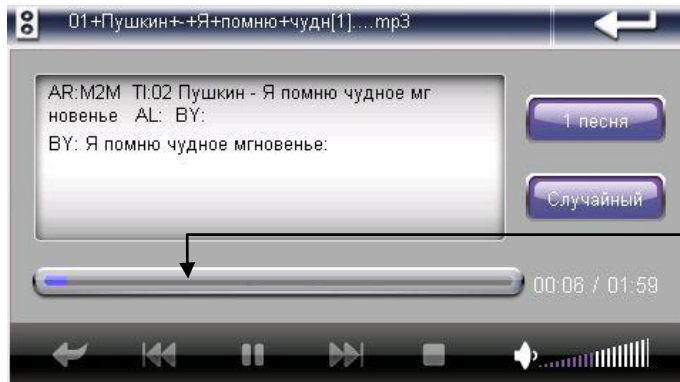 01+Пушкин+-+Я+помню+чудн[1]....mp3
AR:M2M TI:02 Пушкин - Я помню чудное мг
новенье AL: BY:
BY: Я помню чудное мгновенье:
1 песня
Случайный
00:06 / 01:59